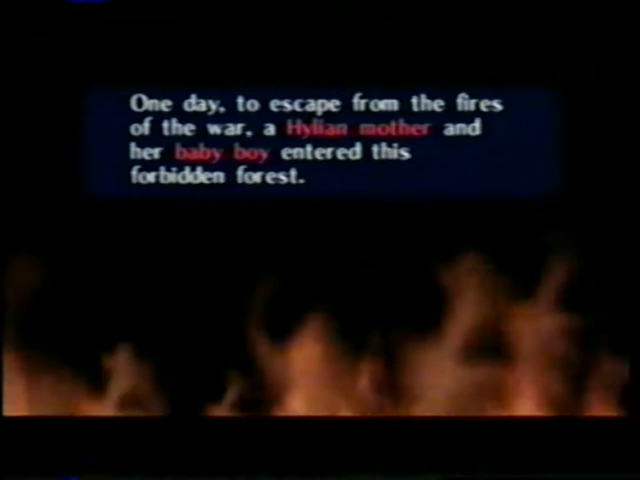 One day, to escape from the fires
of the war, a Hylian mother and
her baby boy entered this
forbidden forest.